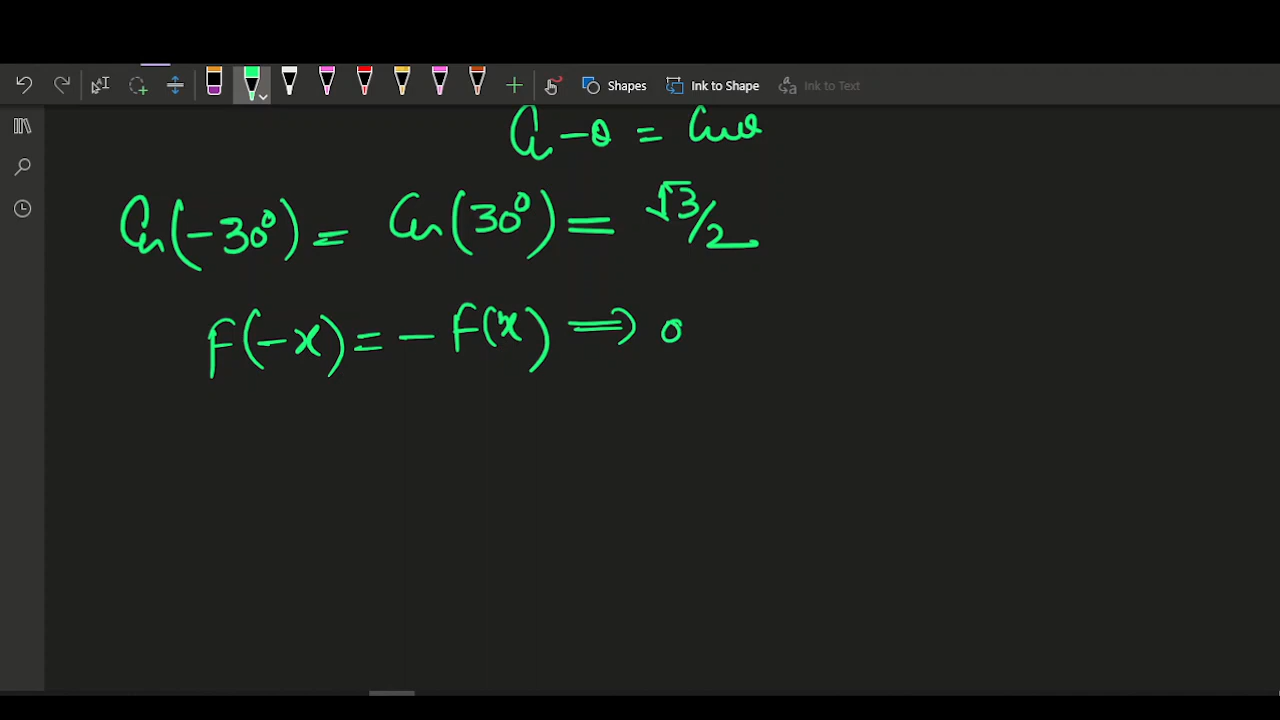 Shapes Ink to Shape Ink to Text
Cos -θ = Cosθ
Cos(-30°) = Cos(30°) = √3/2
F(-x) = - F(x) ⟹ o